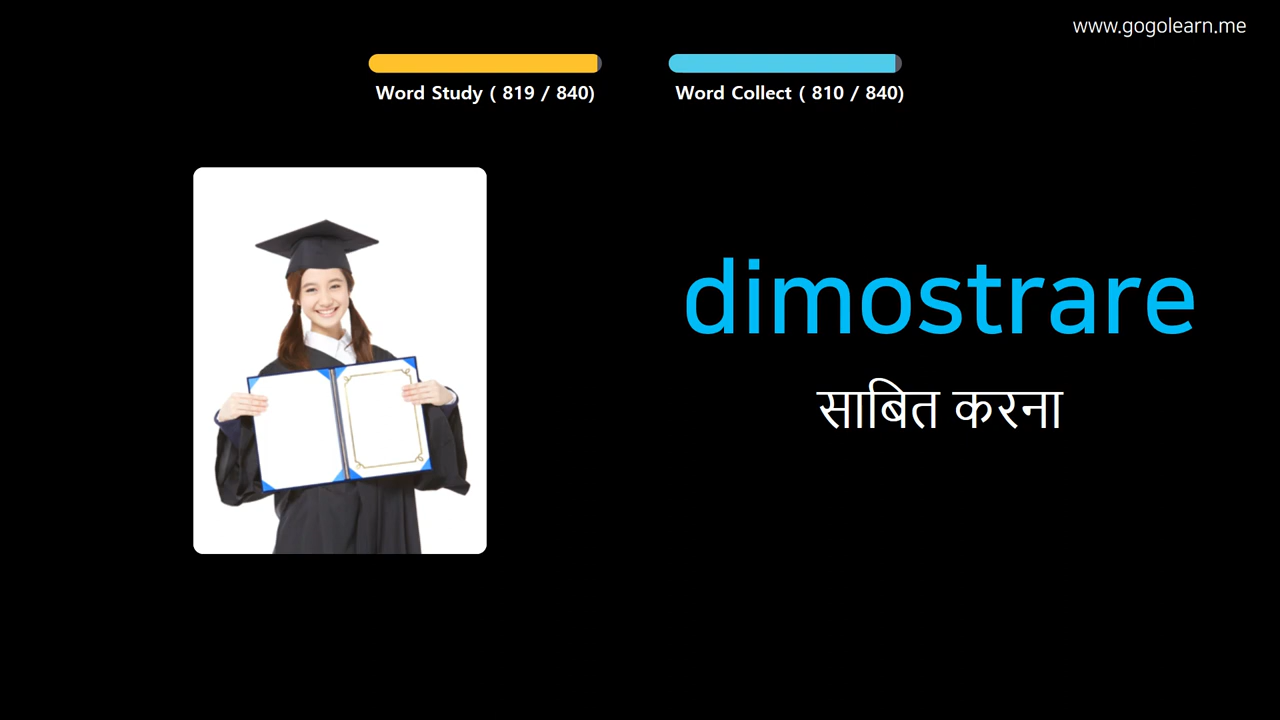 www.gogolearn.me
Word Study ( 819 / 840)
Word Collect ( 810 / 840)
dimostrare
साबित करना